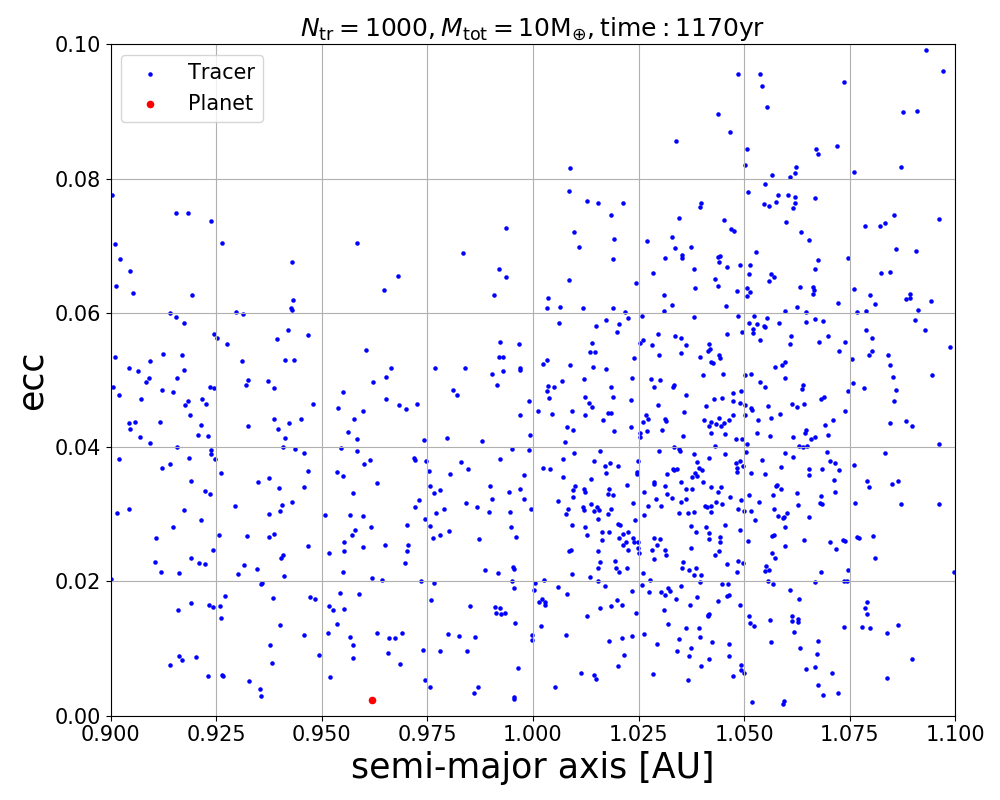 N_tr = 1000, M_tot = 10M_⊕, time : 1170yr
Tracer
Planet
ecc
0.10
0.08
0.06
0.04
0.02
0.00
0.900 0.925 0.950 0.975 1.000 1.025 1.050 1.075 1.100
semi-major axis [AU]